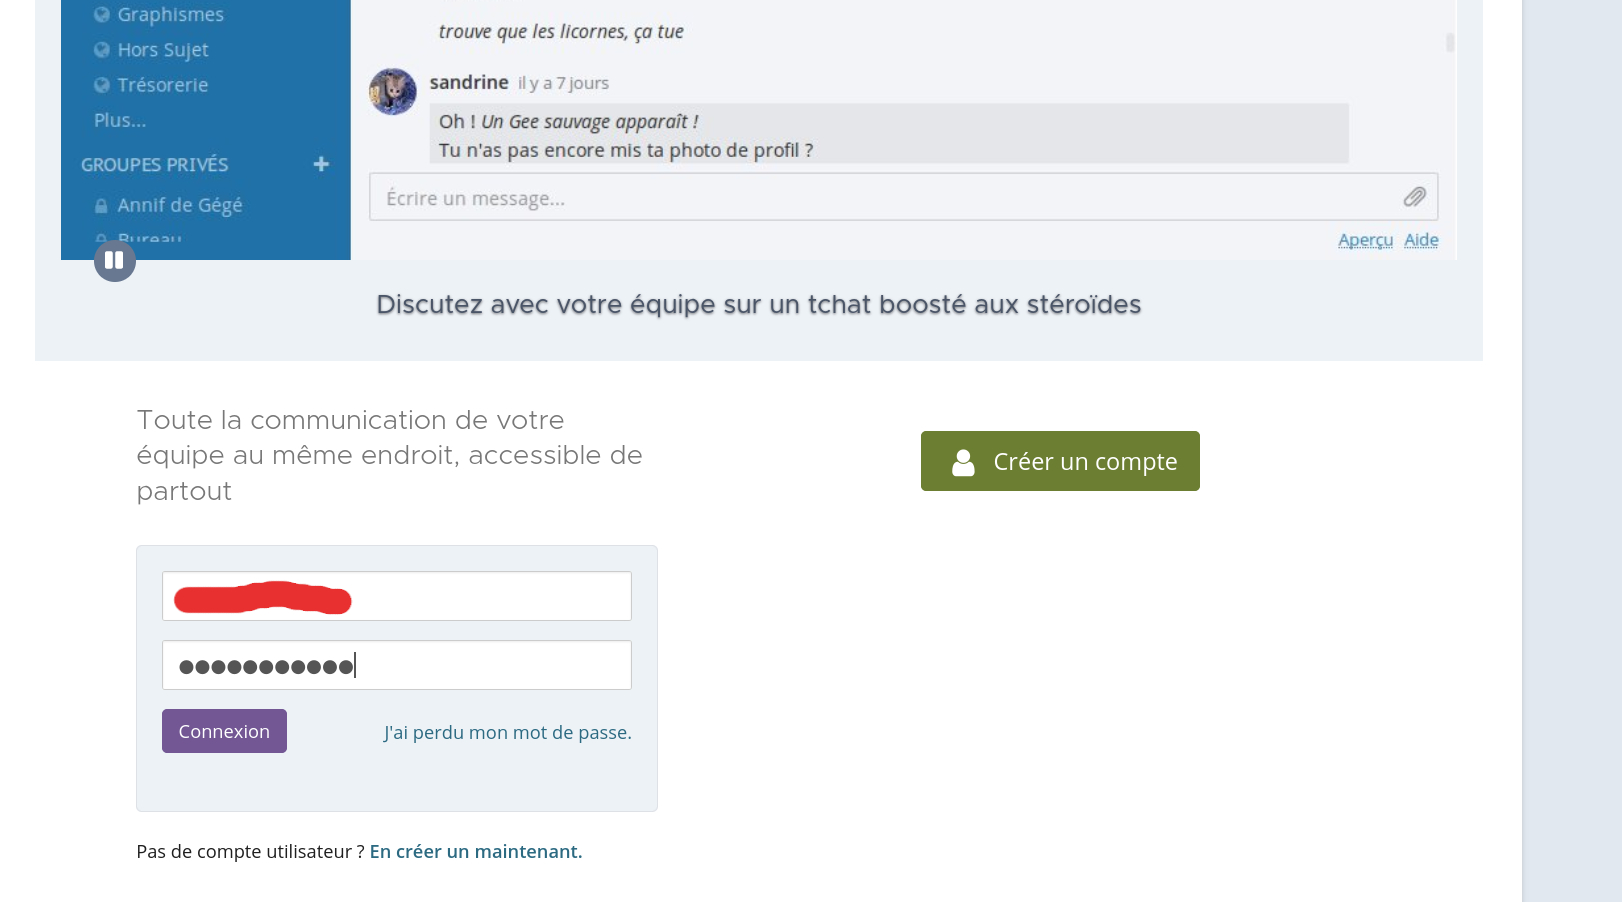 Graphismes
Hors Sujet
Trésorerie
Plus...
GROUPES PRIVÉS +
Annif de Gégé
Bureau
trouve que les licornes, ça tue
sandrine il y a 7 jours
Oh ! Un Gee sauvage apparaît !
Tu n'as pas encore mis ta photo de profil ?
Écrire un message...
Aperçu Aide
Discutez avec votre équipe sur un tchat boosté aux stéroïdes
Toute la communication de votre
équipe au même endroit, accessible de
partout
Créer un compte
Connexion
J'ai perdu mon mot de passe.
Pas de compte utilisateur ? En créer un maintenant.